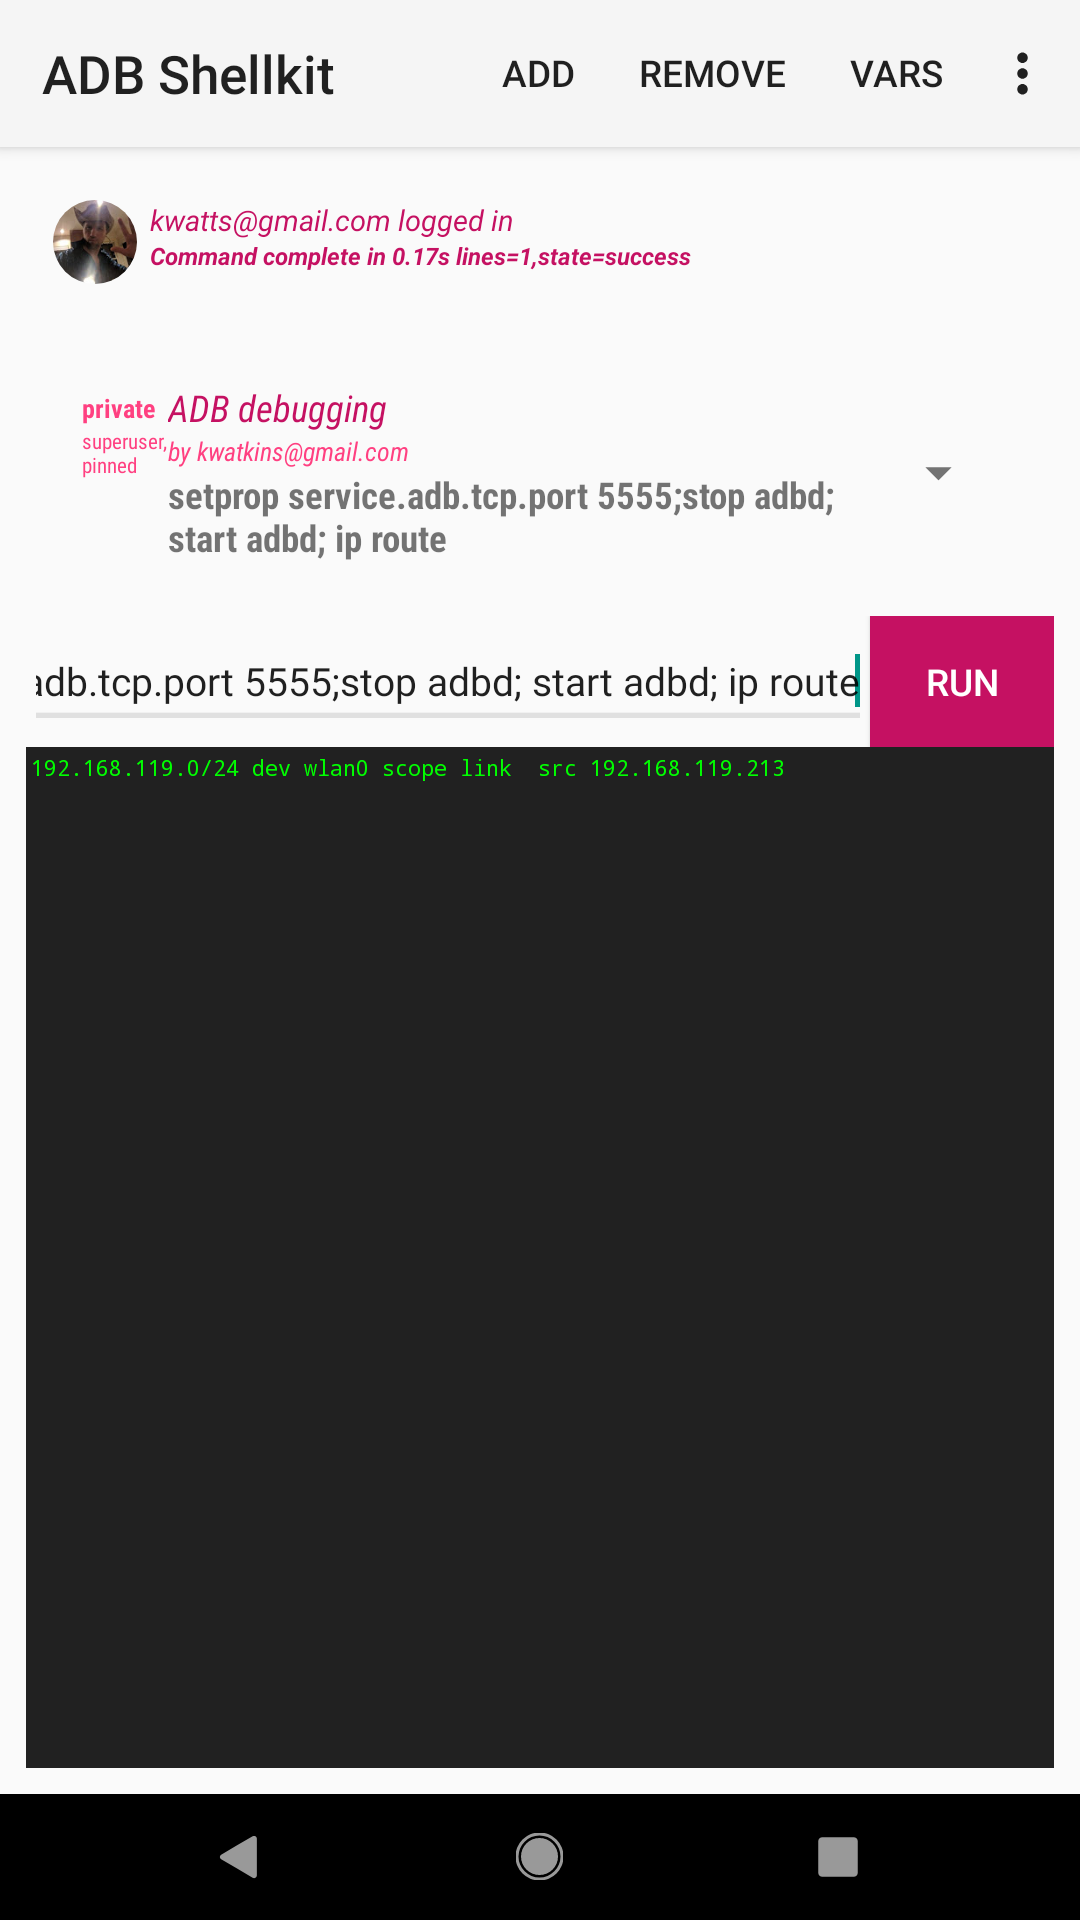 ADB Shellkit ADD REMOVE VARS
kwatts@gmail.com logged in
Command complete in 0.17s lines=1,state=success
private ADB debugging
superuser, by kwatkins@gmail.com
pinned
setprop service.adb.tcp.port 5555;stop adbd;
start adbd; ip route
adb.tcp.port 5555;stop adbd; start adbd; ip route RUN
192.168.119.0/24 dev wlan0 scope link  src 192.168.119.213